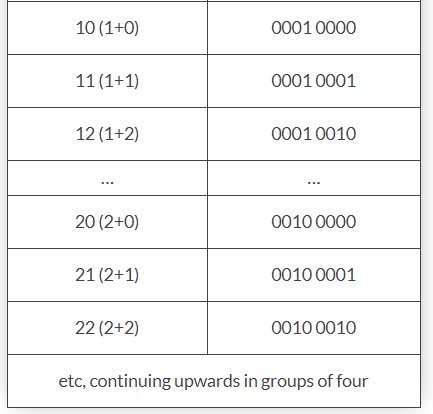 10 (1+0) 0001 0000
11 (1+1) 0001 0001
12 (1+2) 0001 0010
... ...
20 (2+0) 0010 0000
21 (2+1) 0010 0001
22 (2+2) 0010 0010
etc, continuing upwards in groups of four